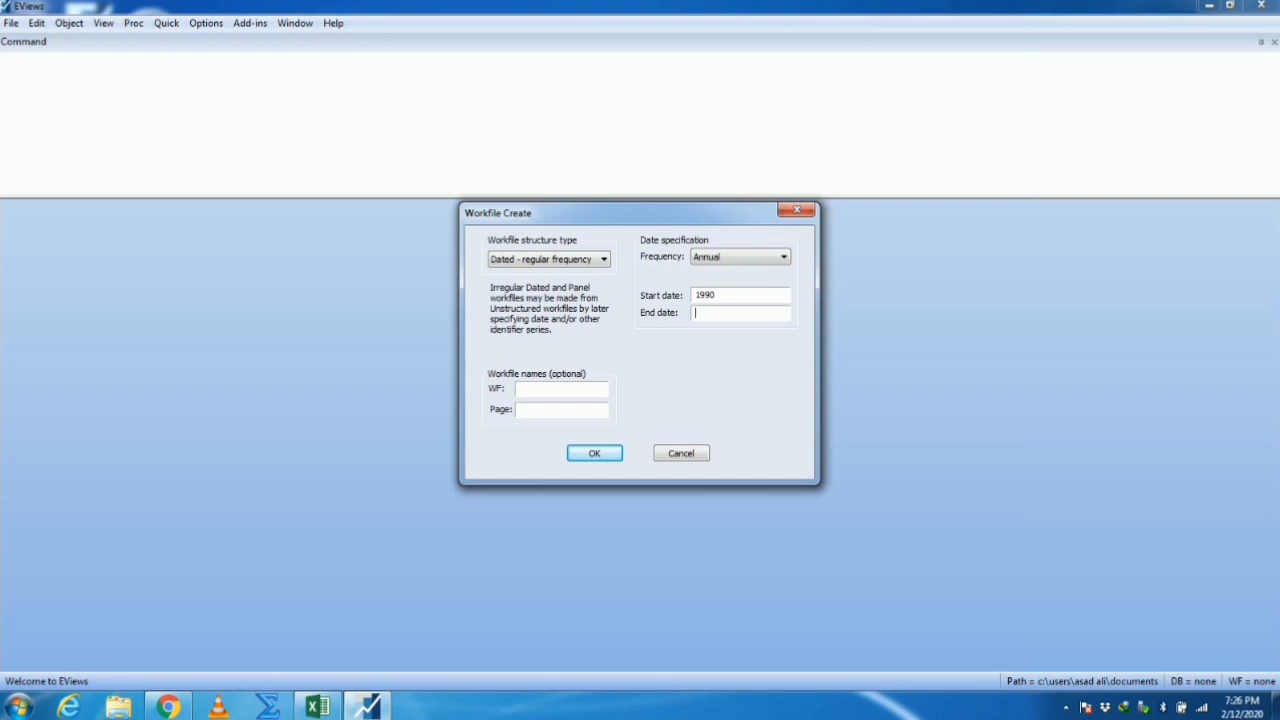 EViews
File Edit Object View Proc Quick Options Add-ins Window Help
Command
Workfile Create
Workfile structure type
Dated - regular frequency
Irregular Dated and Panel
workfiles may be made from
Unstructured workfiles by later
specifying date and/or other
identifier series.
Date specification
Frequency: Annual
Start date: 1990
End date:
Workfile names (optional)
WF:
Page:
OK Cancel
Welcome to EViews Path = c:\users\asad ali\documents DB = none WF = none
7:26 PM
2/12/2020